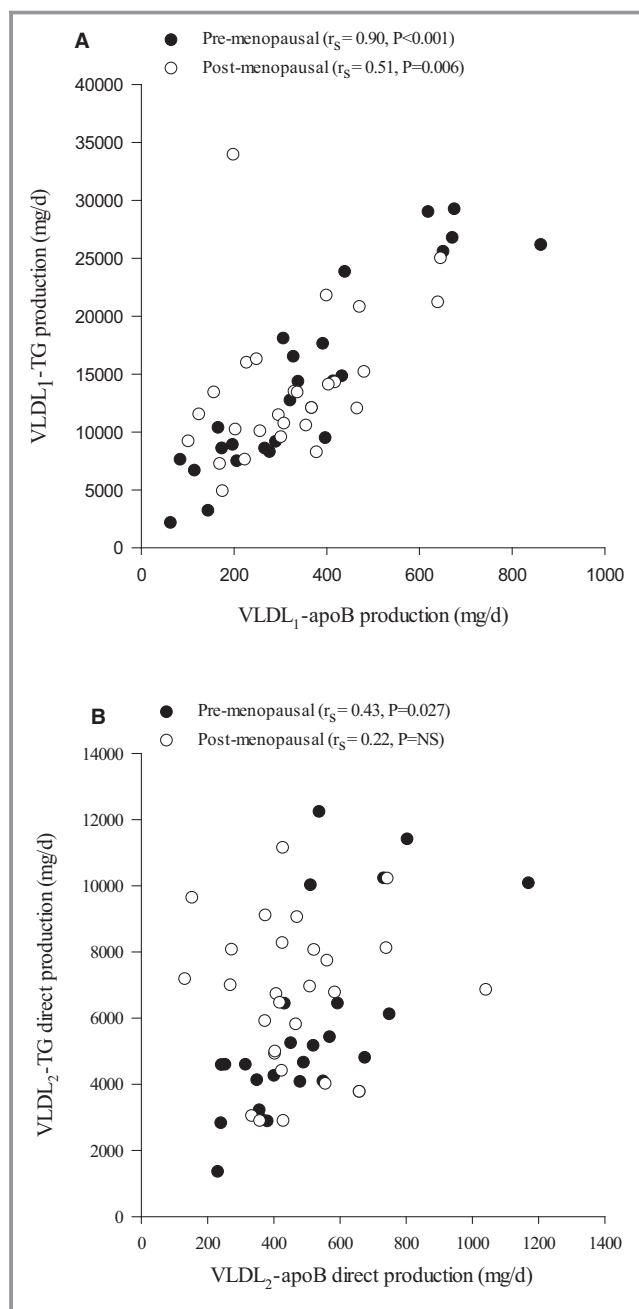 A
Pre-menopausal (rs = 0.90, P<0.001)
Post-menopausal (rs = 0.51, P=0.006)
40000
35000
30000
25000
20000
15000
10000
5000
0
VLDL1-TG production (mg/d)
0 200 400 600 800 1000
VLDL1-apoB production (mg/d)
B
Pre-menopausal (rs = 0.43, P=0.027)
Post-menopausal (rs = 0.22, P=NS)
14000
12000
10000
8000
6000
4000
2000
0
VLDL2-TG direct production (mg/d)
0 200 400 600 800 1000 1200 1400
VLDL2-apoB direct production (mg/d)